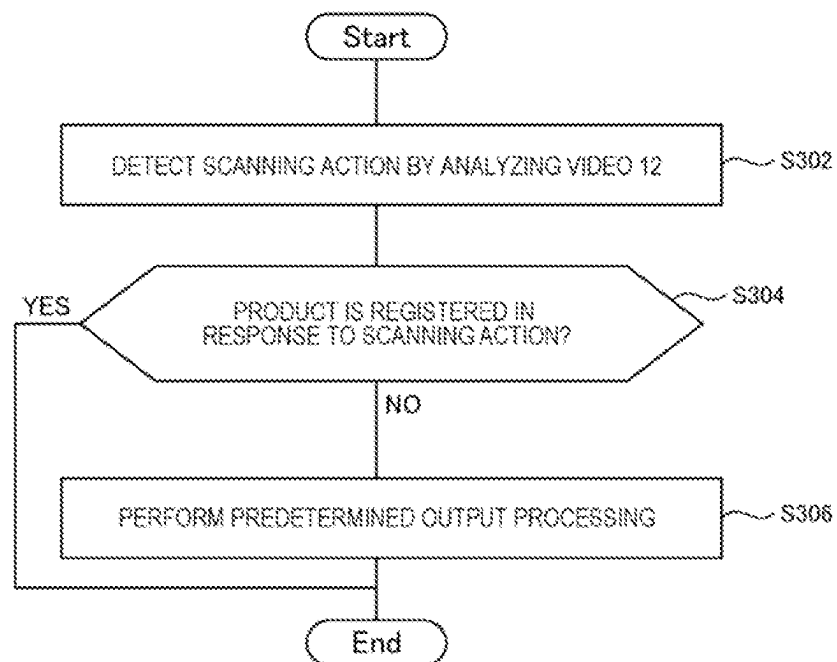 Start
DETECT SCANNING ACTION BY ANALYZING VIDEO 12
S302
YES
PRODUCT IS REGISTERED IN
RESPONSE TO SCANNING ACTION?
S304
NO
PERFORM PREDETERMINED OUTPUT PROCESSING
S306
End